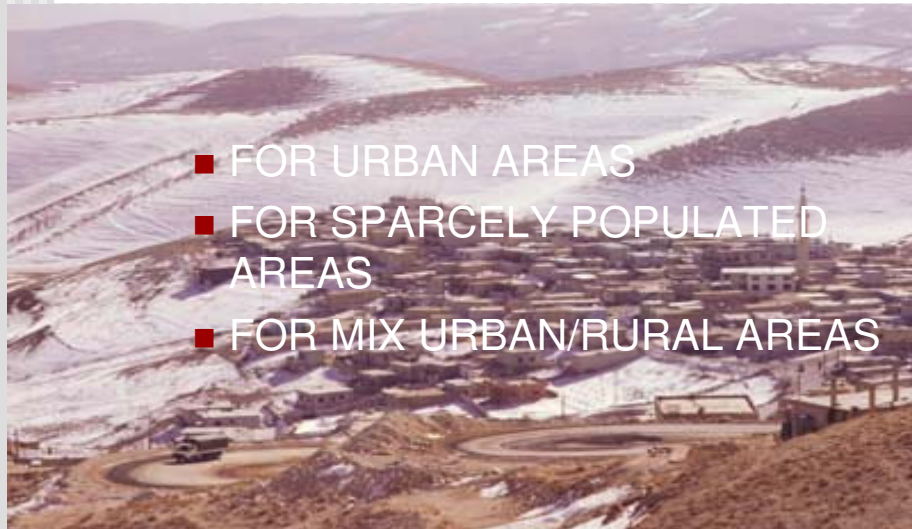 ■ FOR URBAN AREAS
■ FOR SPARCELY POPULATED
AREAS
■ FOR MIX URBAN/RURAL AREAS